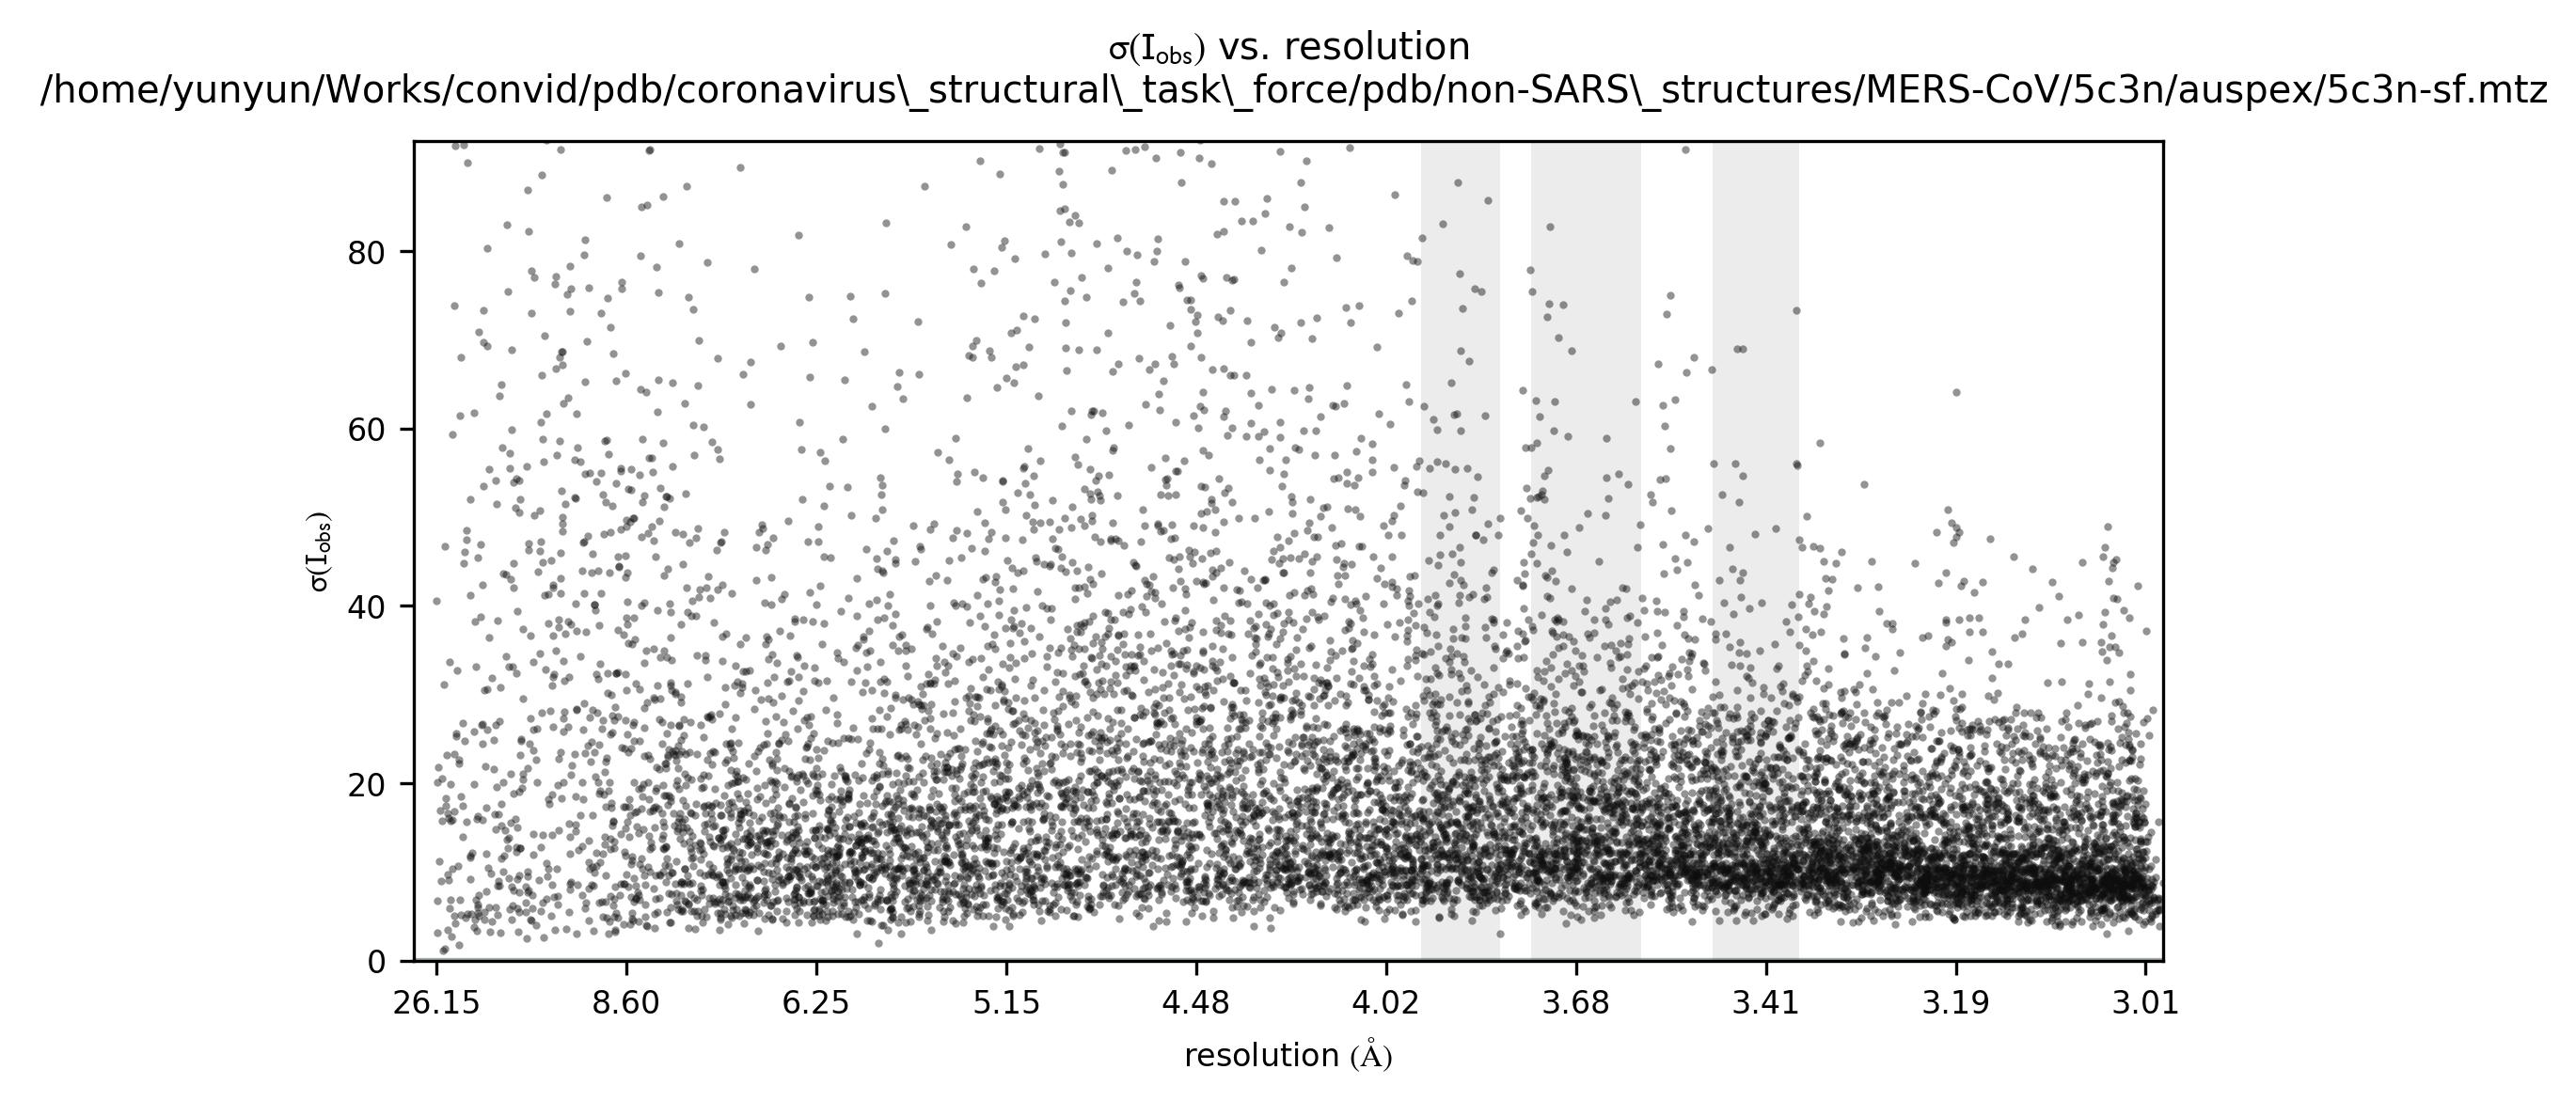 σ(Iobs) vs. resolution
/home/yunyun/Works/convid/pdb/coronavirus\_structural\_task\_force/pdb/non-SARS\_structures/MERS-CoV/5c3n/auspex/5c3n-sf.mtz
80
60
40
20
0
σ(Iobs)
26.15 8.60 6.25 5.15 4.48 4.02 3.68 3.41 3.19 3.01
resolution (Å)